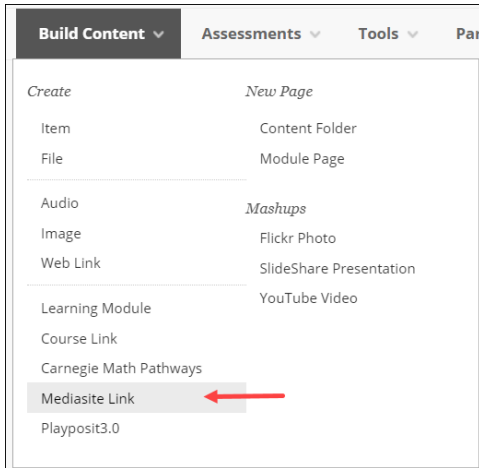 Build Content Assessments Tools Par
Create
Item
File
Audio
Image
Web Link
Learning Module
Course Link
Carnegie Math Pathways
Mediasite Link
Playposit3.0
New Page
Content Folder
Module Page
Mashups
Flickr Photo
SlideShare Presentation
YouTube Video